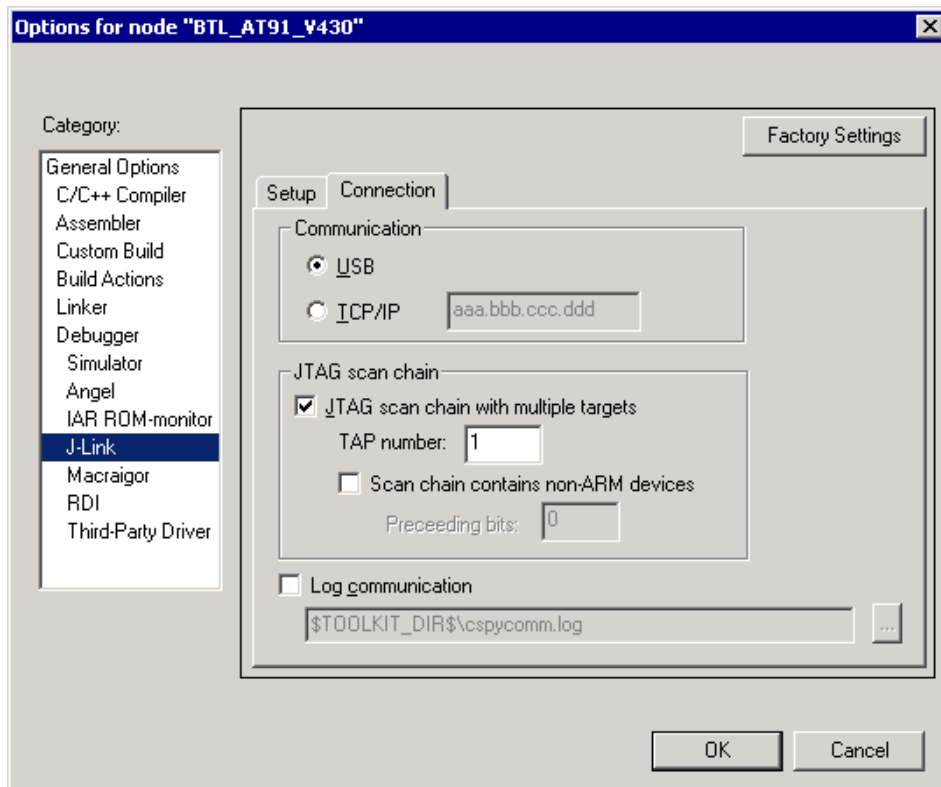 Options for node "BTL_AT91_V430"
Category:
General Options
C/C++ Compiler
Assembler
Custom Build
Build Actions
Linker
Debugger
Simulator
Angel
IAR ROM-monitor
J-Link
Macraigor
RDI
Third-Party Driver
Factory Settings
Setup Connection
Communication
USB
TCP/IP aaa.bbb.ccc.ddd
JTAG scan chain
JTAG scan chain with multiple targets
TAP number: 1
Scan chain contains non-ARM devices
Preceeding bits: 0
Log communication
$TOOLKIT_DIR$\cspycomm.log ...
OK Cancel